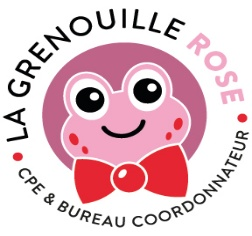 LA GRENOUILLE ROSE
• CPE & BUREAU COORDONNATEUR •